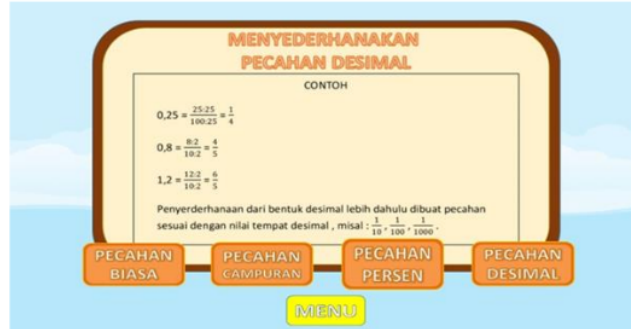 MENYEDERHANAKAN
PECAHAN DESIMAL
CONTOH
0,25 = 25:25/100:25 = 1/4
0,8 = 8:2/10:2 = 4/5
1,2 = 12:2/10:2 = 6/5
Penyerderhanaan dari bentuk desimal lebih dahulu dibuat pecahan
sesuai dengan nilai tempat desimal , misal : 1/10 , 1/100 , 1/1000 .
PECAHAN
BIASA
PECAHAN
CAMPURAN
PECAHAN
PERSEN
PECAHAN
DESIMAL
MENU